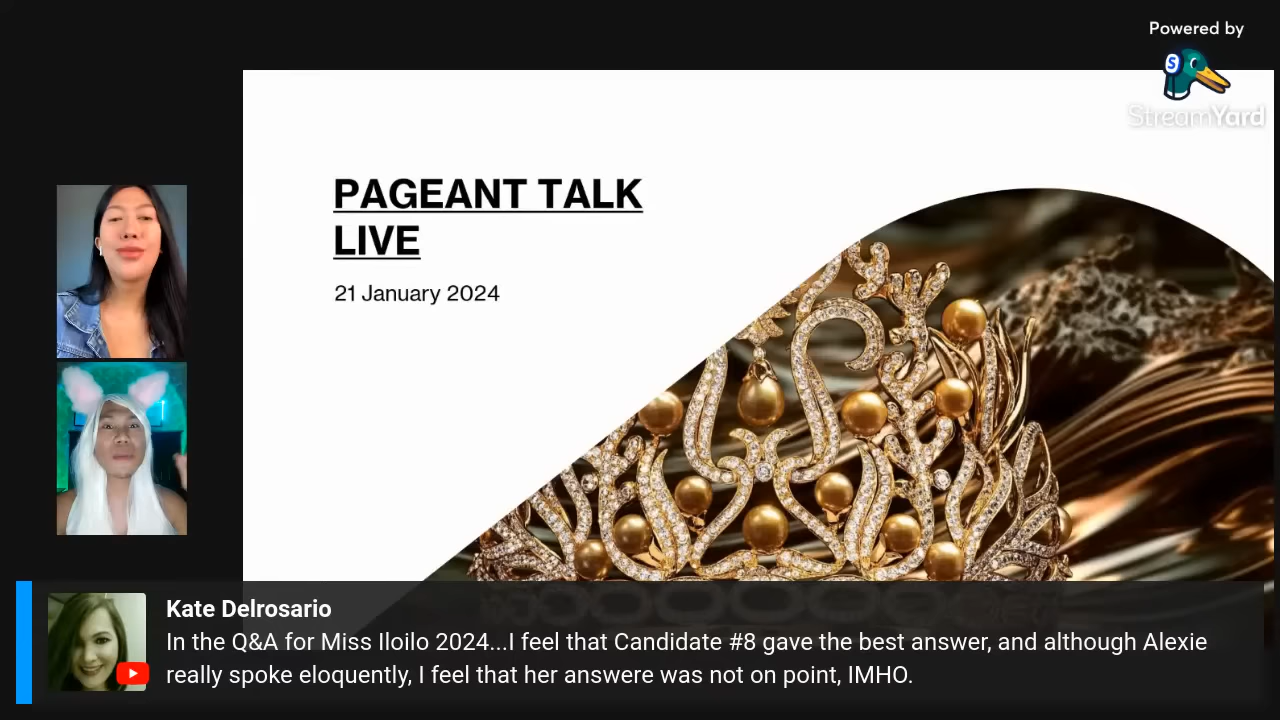 Powered by
S
StreamYard
PAGEANT TALK
LIVE
21 January 2024
Kate Delrosario
In the Q&A for Miss Iloilo 2024...I feel that Candidate #8 gave the best answer, and although Alexie
really spoke eloquently, I feel that her answere was not on point, IMHO.